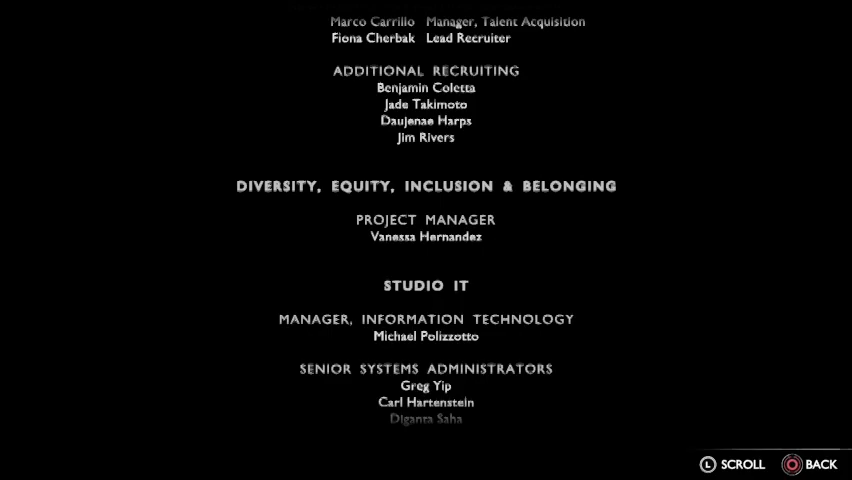 Marco Carrillo Manager, Talent Acquisition
Fiona Cherbak Lead Recruiter
ADDITIONAL RECRUITING
Benjamin Coletta
Jade Takimoto
Daujenae Harps
Jim Rivers
DIVERSITY, EQUITY, INCLUSION & BELONGING
PROJECT MANAGER
Vanessa Hernandez
STUDIO IT
MANAGER, INFORMATION TECHNOLOGY
Michael Polizzotto
SENIOR SYSTEMS ADMINISTRATORS
Greg Yip
Carl Hartenstein
Diganta Saha
L SCROLL BACK